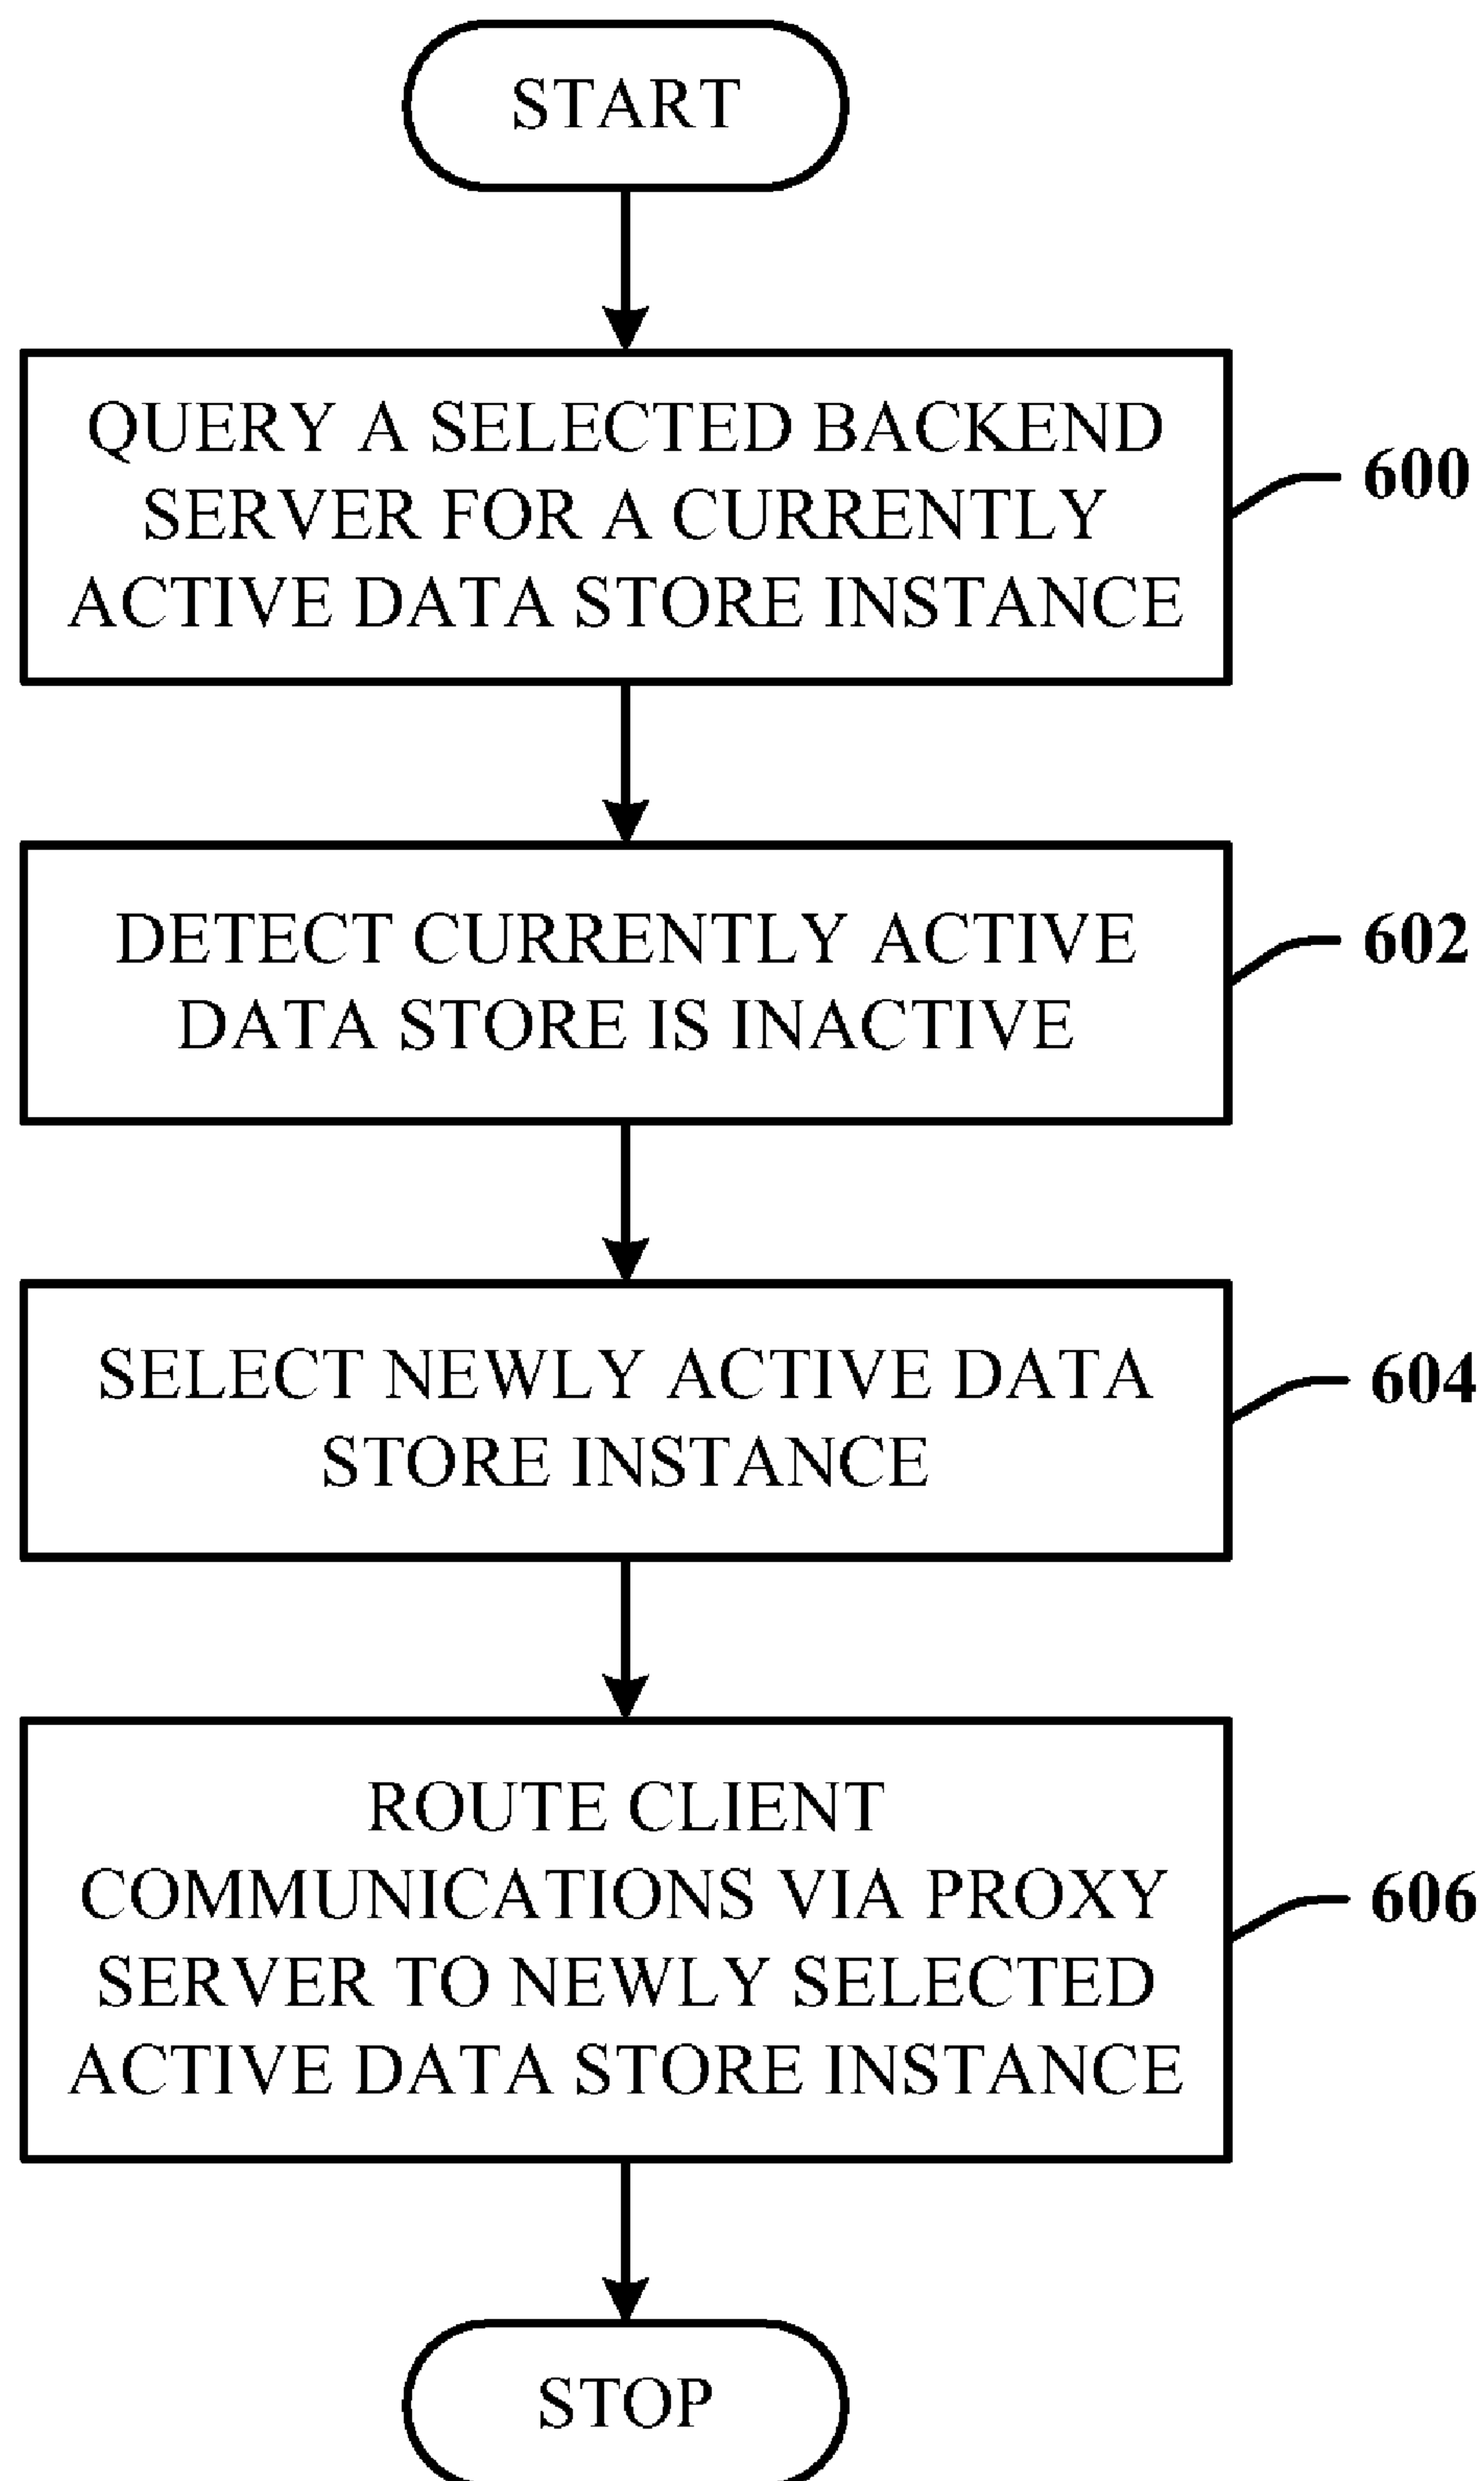 START
QUERY A SELECTED BACKEND
SERVER FOR A CURRENTLY
ACTIVE DATA STORE INSTANCE
600
DETECT CURRENTLY ACTIVE
DATA STORE IS INACTIVE
602
SELECT NEWLY ACTIVE DATA
STORE INSTANCE
604
ROUTE CLIENT
COMMUNICATIONS VIA PROXY
SERVER TO NEWLY SELECTED
ACTIVE DATA STORE INSTANCE
606
STOP